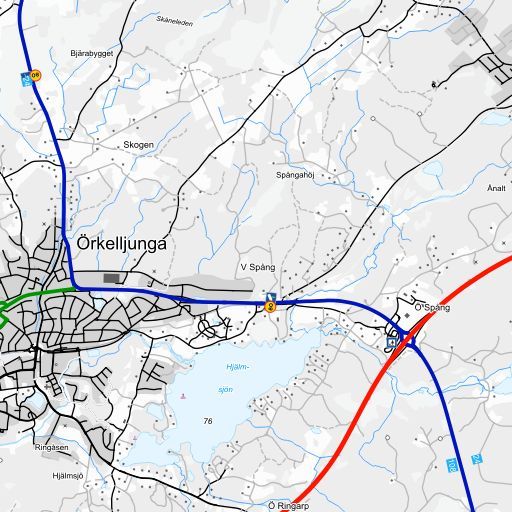 Skåneleden
Bjärabygget
Skogen
Spångahöj
Ånalt
Örkelljunga
V Spång
Ö Spång
Hjälm-
sjön
76
Ringåsen
Hjälmsjö
Ö Ringarp